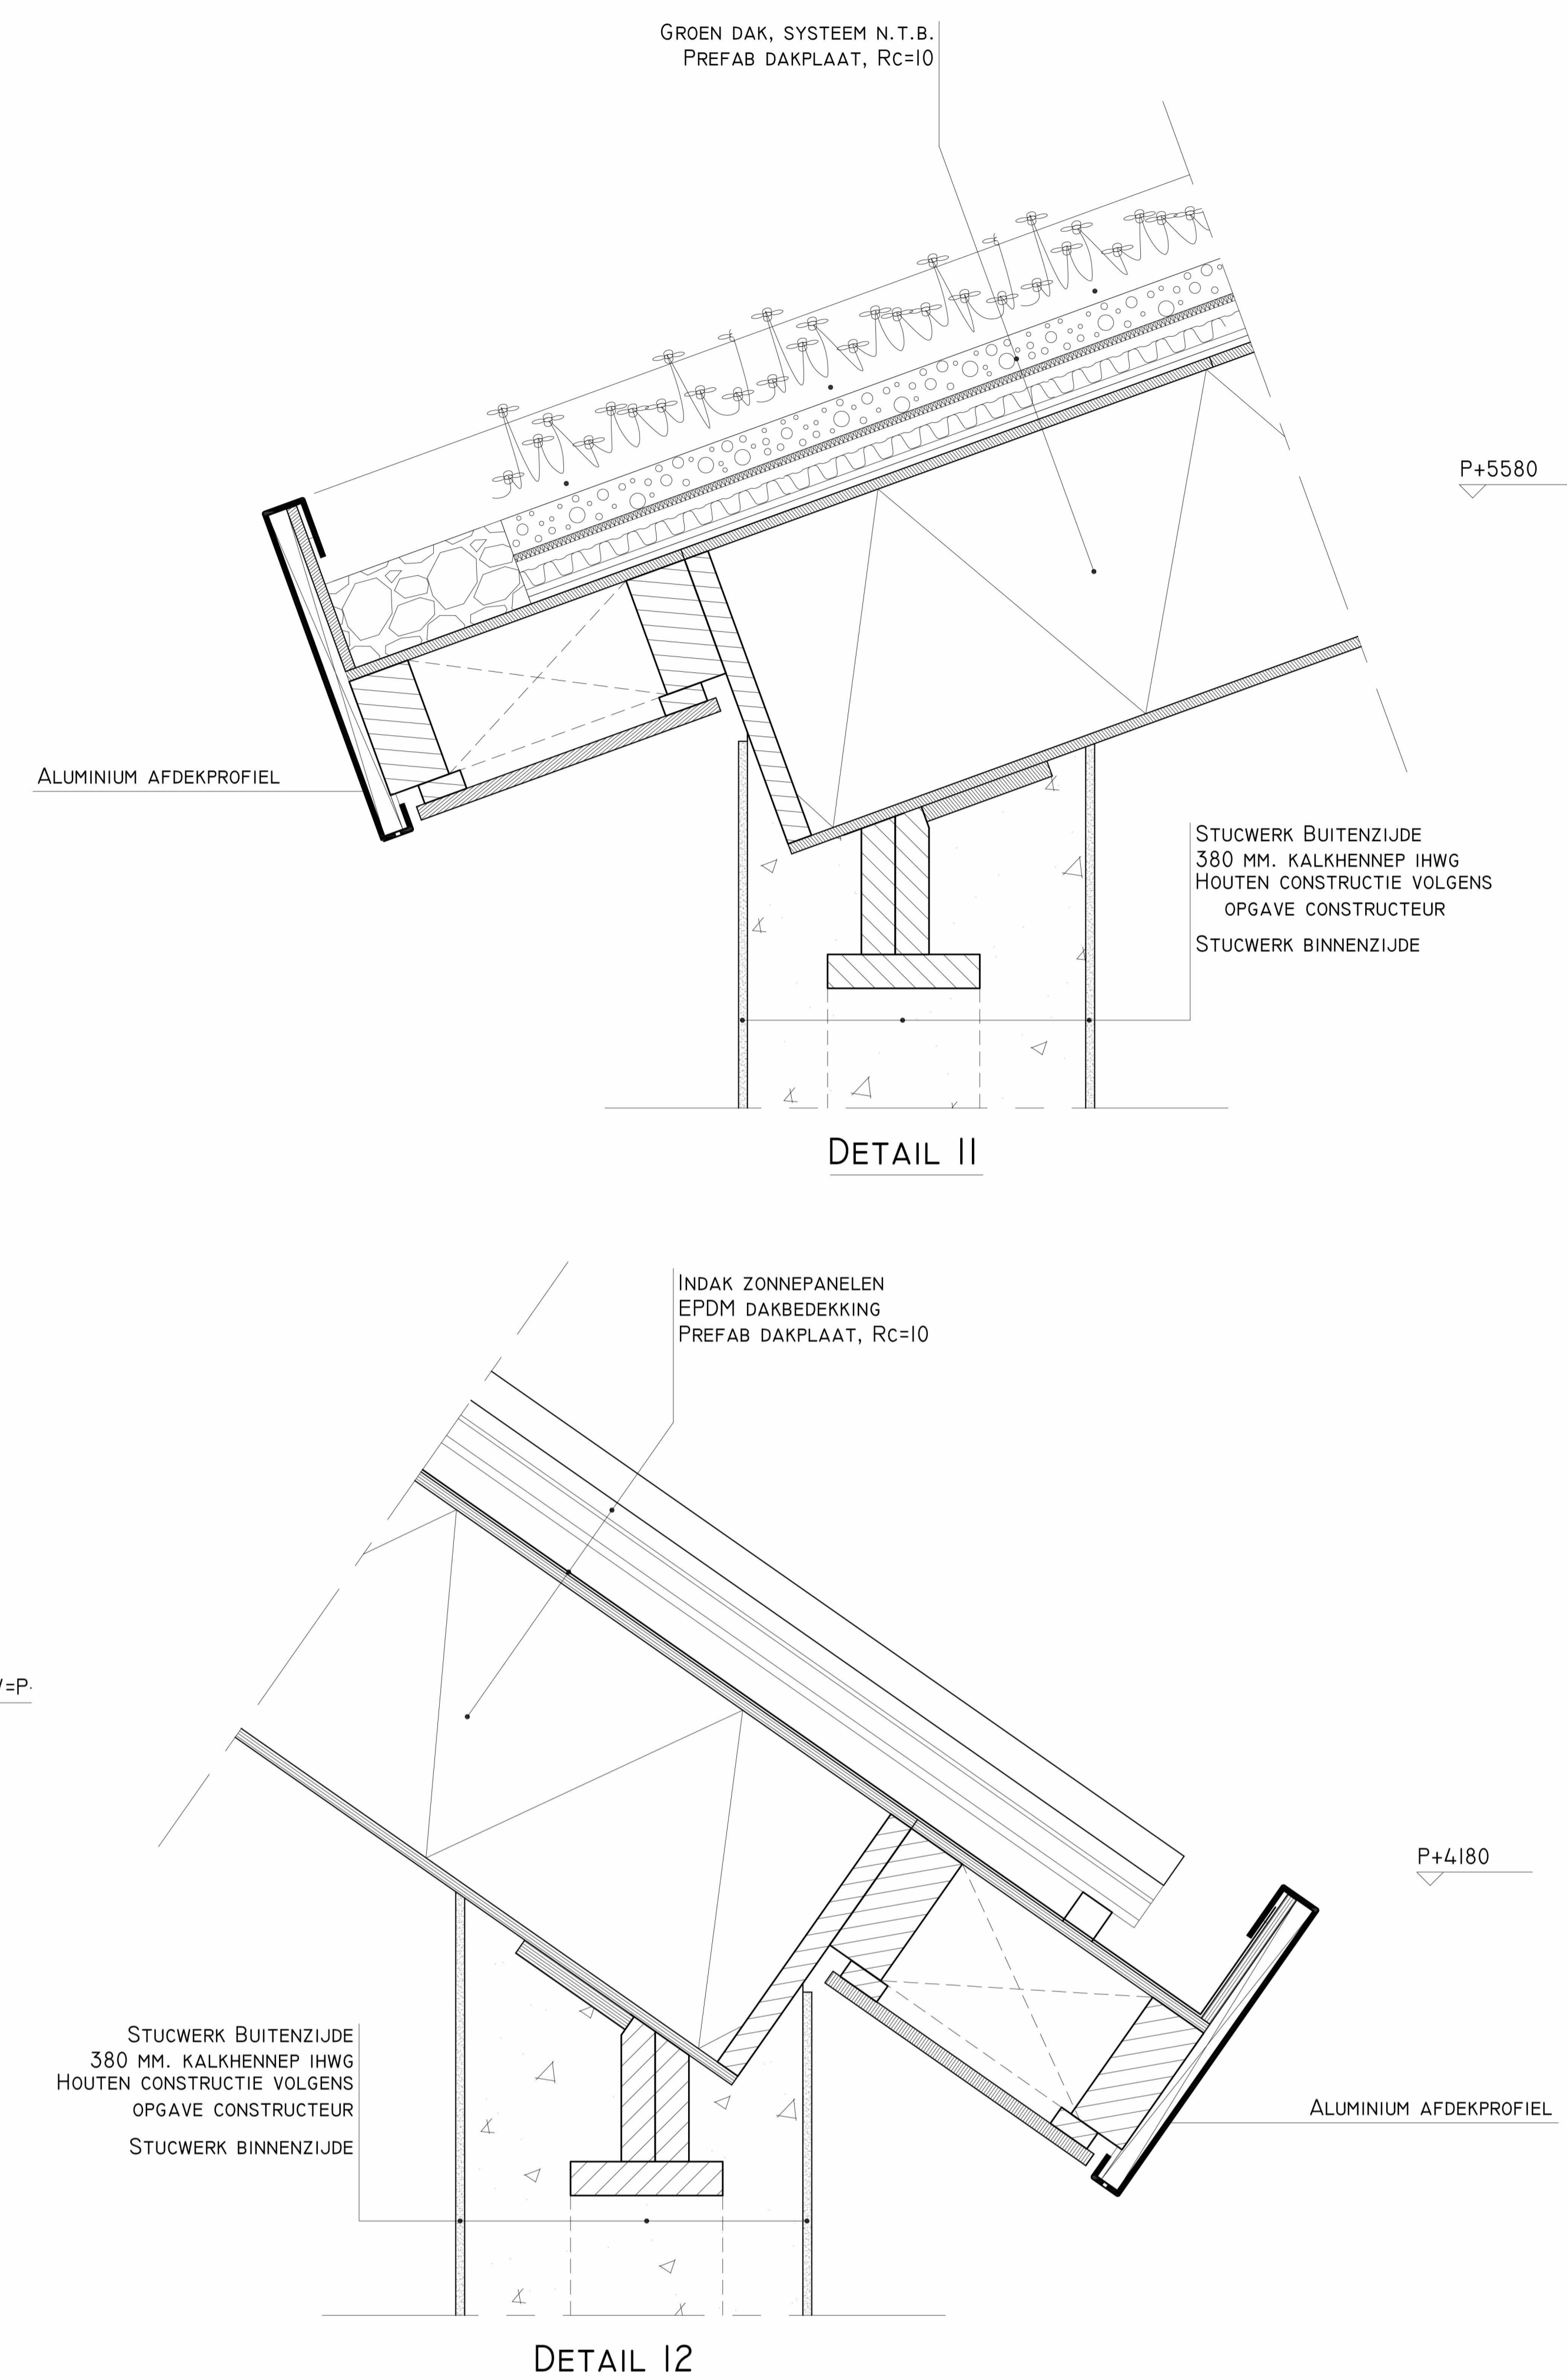 GROEN DAK, SYSTEEM N.T.B.
PREFAB DAKPLAAT, RC=10
P+5580
ALUMINIUM AFDEKPROFIEL
STUCWERK BUITENZIJDE
380 MM. KALKHENNEP IHWG
HOUTEN CONSTRUCTIE VOLGENS
OPGAVE CONSTRUCTEUR
STUCWERK BINNENZIJDE
DETAIL 11
INDAK ZONNEPANELEN
EPDM DAKBEDEKKING
PREFAB DAKPLAAT, RC=10
=P
P+4180
STUCWERK BUITENZIJDE
380 MM. KALKHENNEP IHWG
HOUTEN CONSTRUCTIE VOLGENS
OPGAVE CONSTRUCTEUR
STUCWERK BINNENZIJDE
ALUMINIUM AFDEKPROFIEL
DETAIL 12